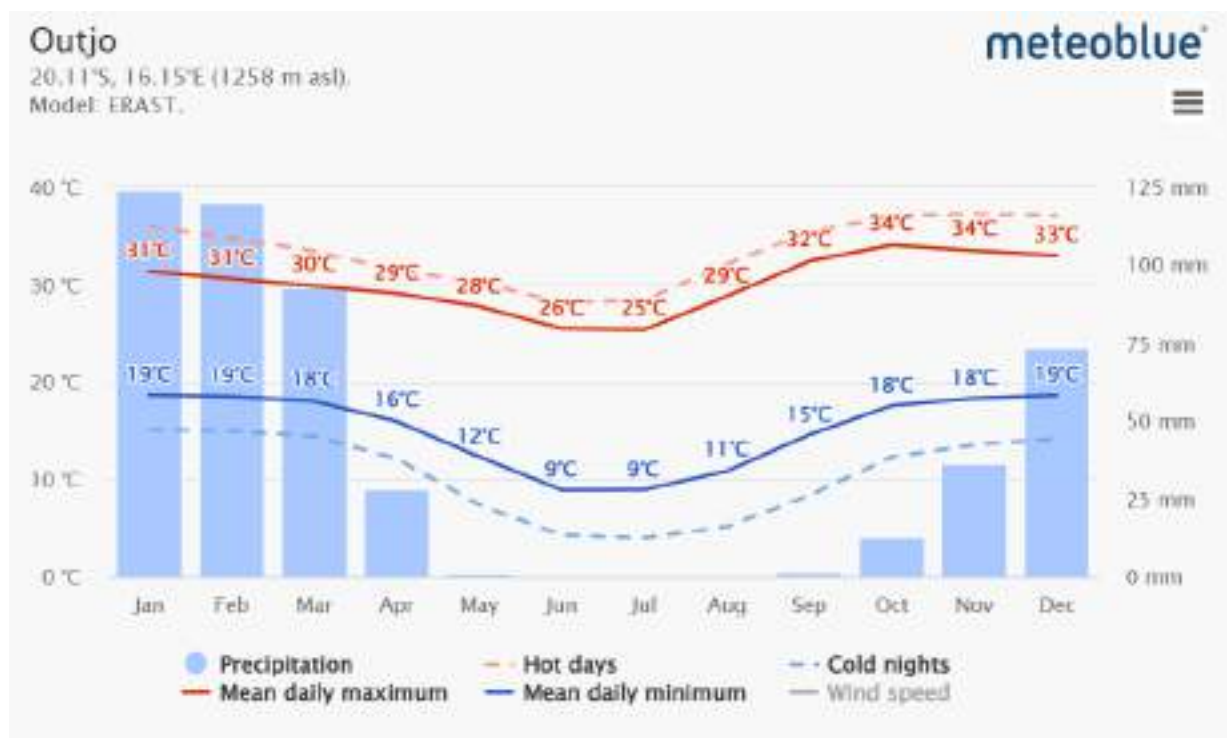 Outjo
meteoblue
20.11°S, 16.15°E (1258 m asl).
Model: ERA5T.
40 °C
125 mm
34°C
34°C
33°C
32°C
31°C
31°C
30°C
29°C
29°C
28°C
100 mm
30 °C
26°C
25°C
75 mm
19°C
19°C
18°C
19°C
20 °C
18°C
18°C
16°C
15°C
50 mm
12°C
11°C
9°C
9°C
10 °C
25 mm
0 °C
0 mm
Jan Feb Mar Apr May Jun Jul Aug Sep Oct Nov Dec
Precipitation
Hot days
Cold nights
Mean daily maximum
Mean daily minimum
Wind speed